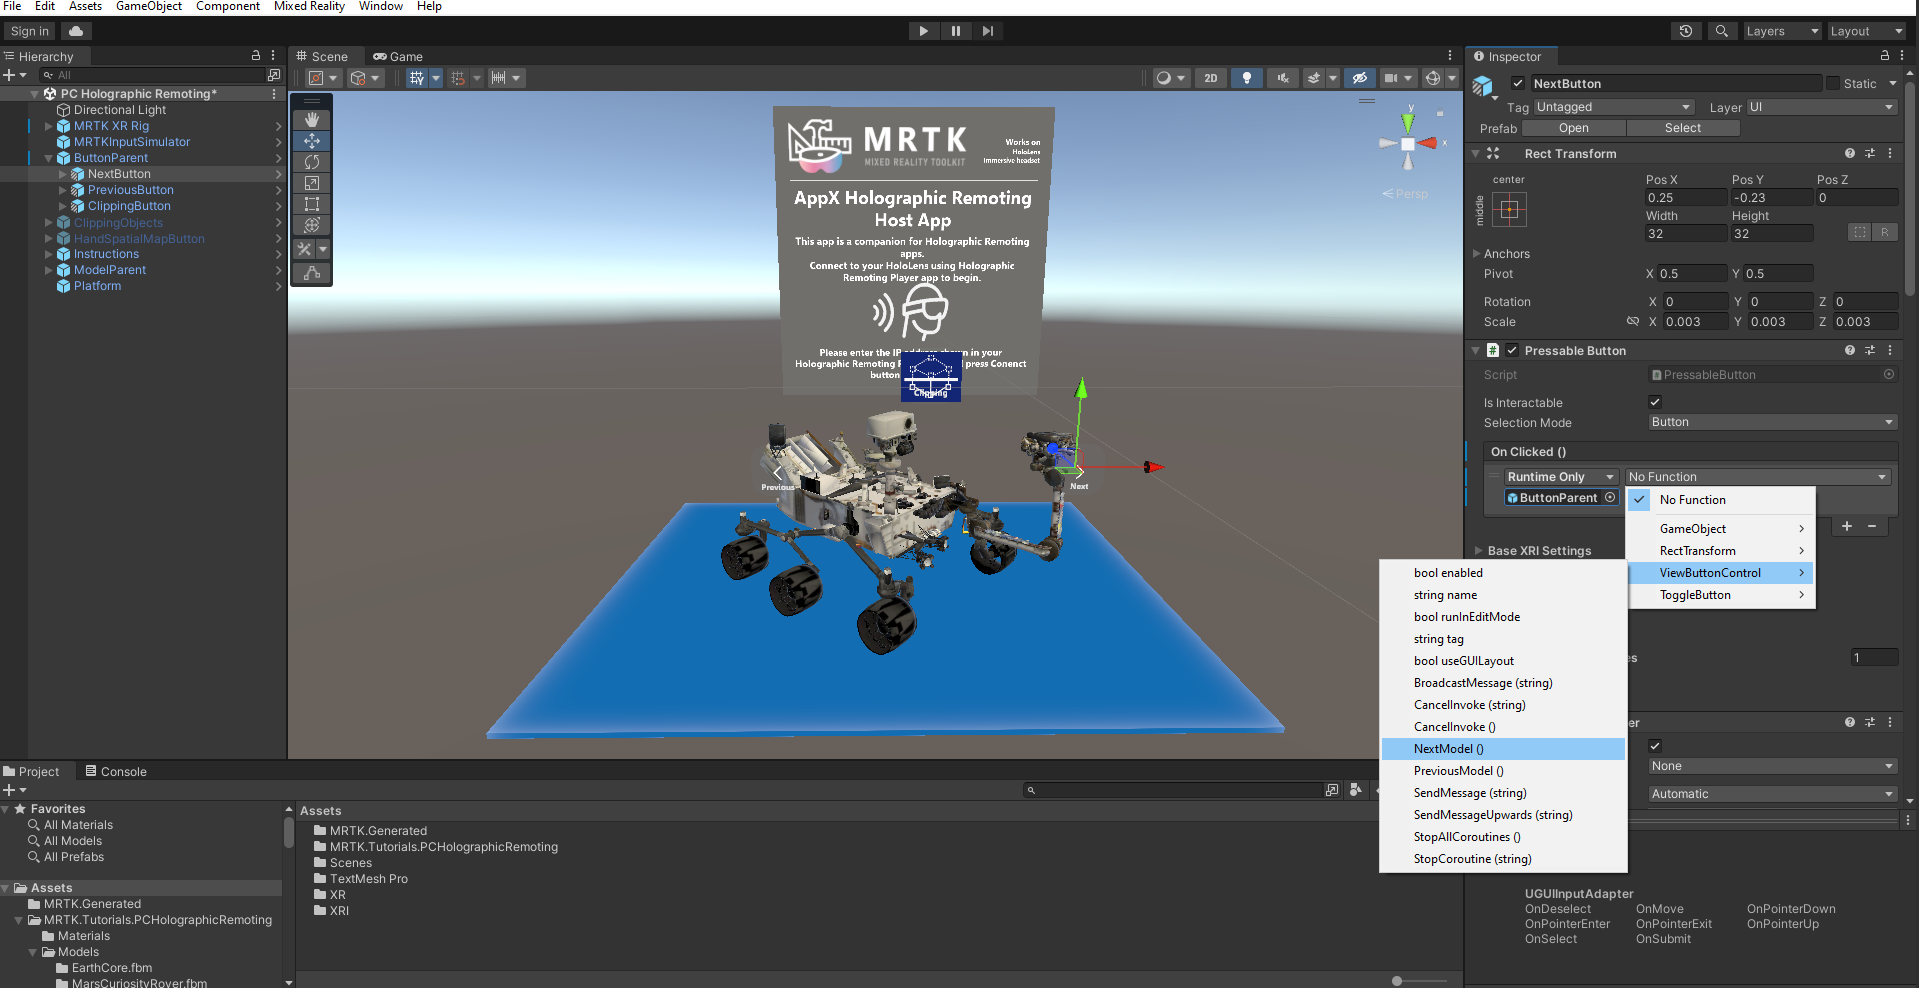 File Edit Assets GameObject Component Mixed Reality Window Help
Sign in
Layers
Layout
Hierarchy
All
PC Holographic Remoting*
Directional Light
MRTK XR Rig
MRTKInputSimulator
ButtonParent
NextButton
PreviousButton
ClippingButton
ClippingObjects
HandSpatialMapButton
Instructions
ModelParent
Platform
Scene
Game
2D
y
x
Persp
MRTK
MIXED REALITY TOOLKIT
Works on
HoloLens
Immersive headset
AppX Holographic Remoting
Host App
This app is a companion for Holographic Remoting
apps.
Connect to your HoloLens using Holographic
Remoting Player app to begin.
Please enter the IP address shown in your
Holographic Remoting press Conenct
button
Clipping
Previous
Next
Inspector
NextButton
Static
Tag Untagged
Layer UI
Prefab Open Select
Rect Transform
center
middle
Pos X Pos Y Pos Z
0.25 -0.23 0
Width Height
32 32
R
Anchors
Pivot X 0.5 Y 0.5
Rotation X 0 Y 0 Z 0
Scale X 0.003 Y 0.003 Z 0.003
# Pressable Button
Script PressableButton
Is Interactable
Selection Mode Button
On Clicked ()
Runtime Only No Function
ButtonParent
No Function
GameObject
RectTransform
ViewButtonControl
ToggleButton
+ −
Base XRI Settings
bool enabled
string name
bool runInEditMode
string tag
bool useGUILayout
BroadcastMessage (string)
CancelInvoke (string)
CancelInvoke ()
NextModel ()
PreviousModel ()
SendMessage (string)
SendMessageUpwards (string)
StopAllCoroutines ()
StopCoroutine (string)
es 1
er
None
Automatic
UGUIInputAdapter
OnDeselect OnMove OnPointerDown
OnPointerEnter OnPointerExit OnPointerUp
OnSelect OnSubmit
Project
Console
Favorites
All Materials
All Models
All Prefabs
Assets
MRTK.Generated
MRTK.Tutorials.PCHolographicRemoting
Materials
Models
EarthCore.fbm
MarsCuriosityRover.fbm
Assets
MRTK.Generated
MRTK.Tutorials.PCHolographicRemoting
Scenes
TextMesh Pro
XR
XRI